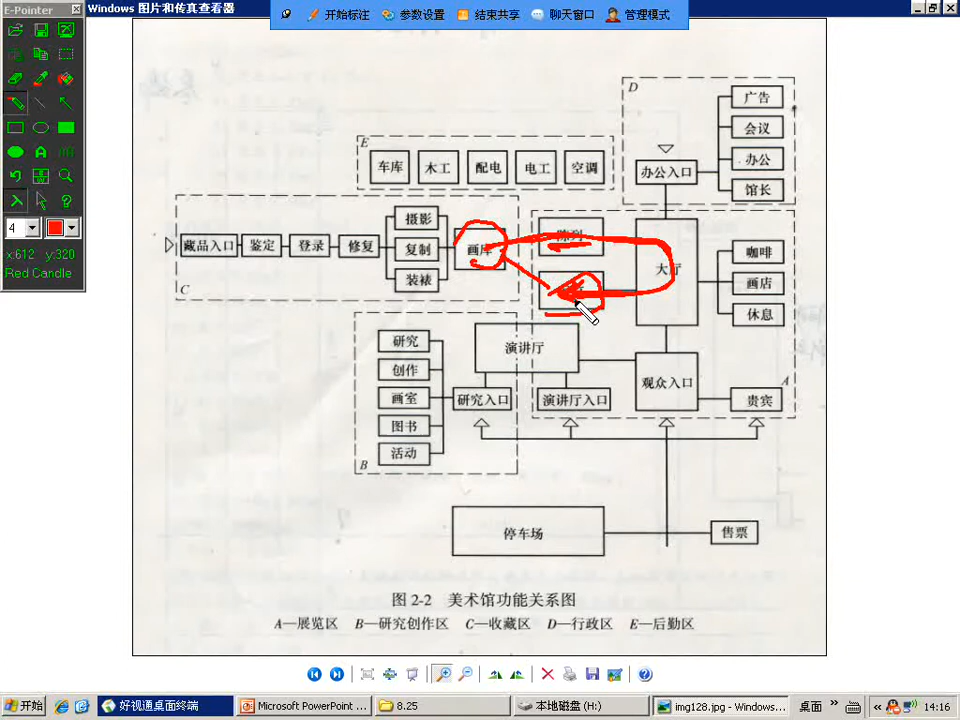 E-Pointer
Windows 图片和传真查看器
开始标注
参数设置
结束共享
聊天窗口
管理模式
4
x:612 y:320
Red Candle
D
广告
会议
办公
馆长
办公入口
E
车库
木工
配电
电工
空调
藏品入口
鉴定
登录
修复
摄影
复制
装裱
画库
C
陈列
大厅
咖啡
画店
休息
演讲厅
观众入口
贵宾
A
研究
创作
画室
图书
活动
研究入口
演讲厅入口
B
停车场
售票
图 2-2 美术馆功能关系图
A—展览区 B—研究创作区 C—收藏区 D—行政区 E—后勤区
开始
好视通桌面终端
Microsoft PowerPoint ...
8.25
本地磁盘 (H:)
img128.jpg - Windows...
桌面
14:16